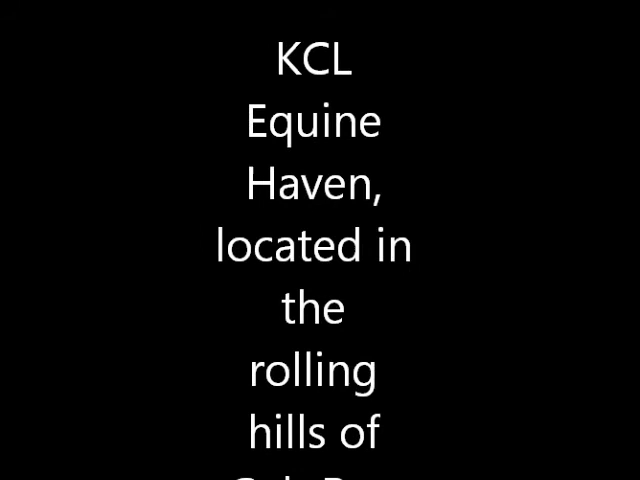 KCL
Equine
Haven,
located in
the
rolling
hills of